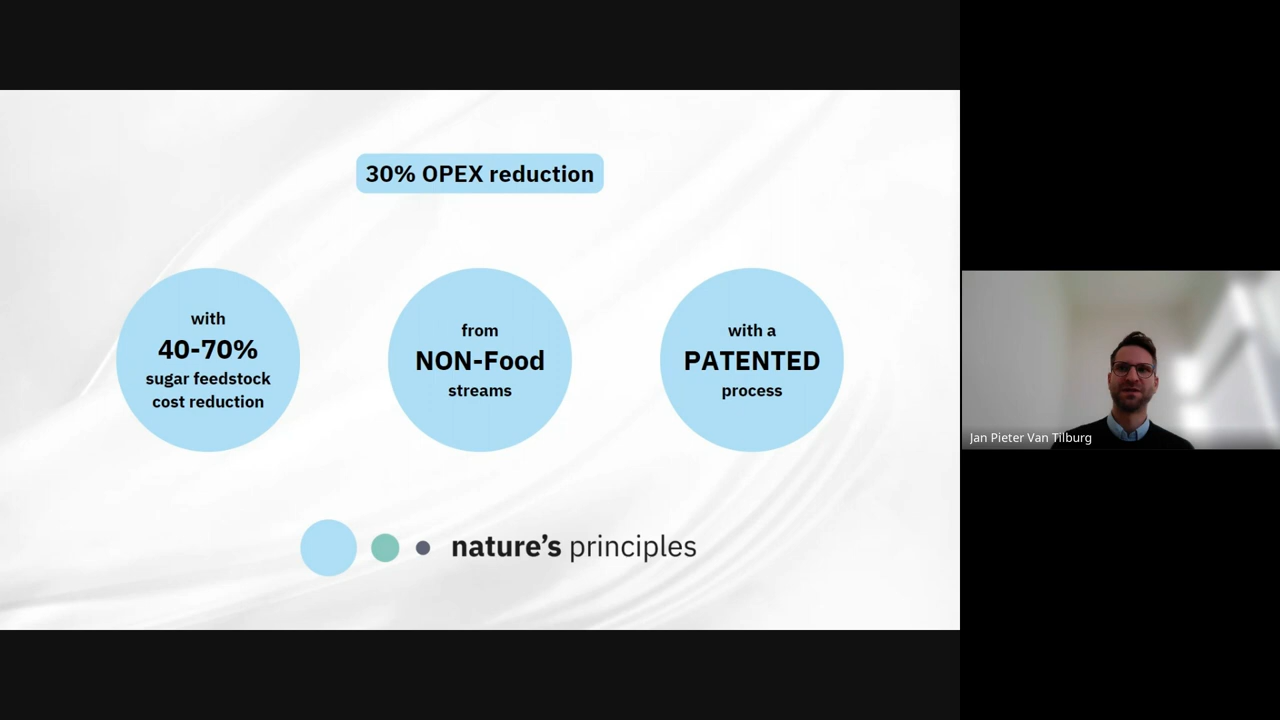 30% OPEX reduction
with
40-70%
sugar feedstock
cost reduction
from
NON-Food
streams
with a
PATENTED
process
nature's principles
Jan Pieter Van Tilburg